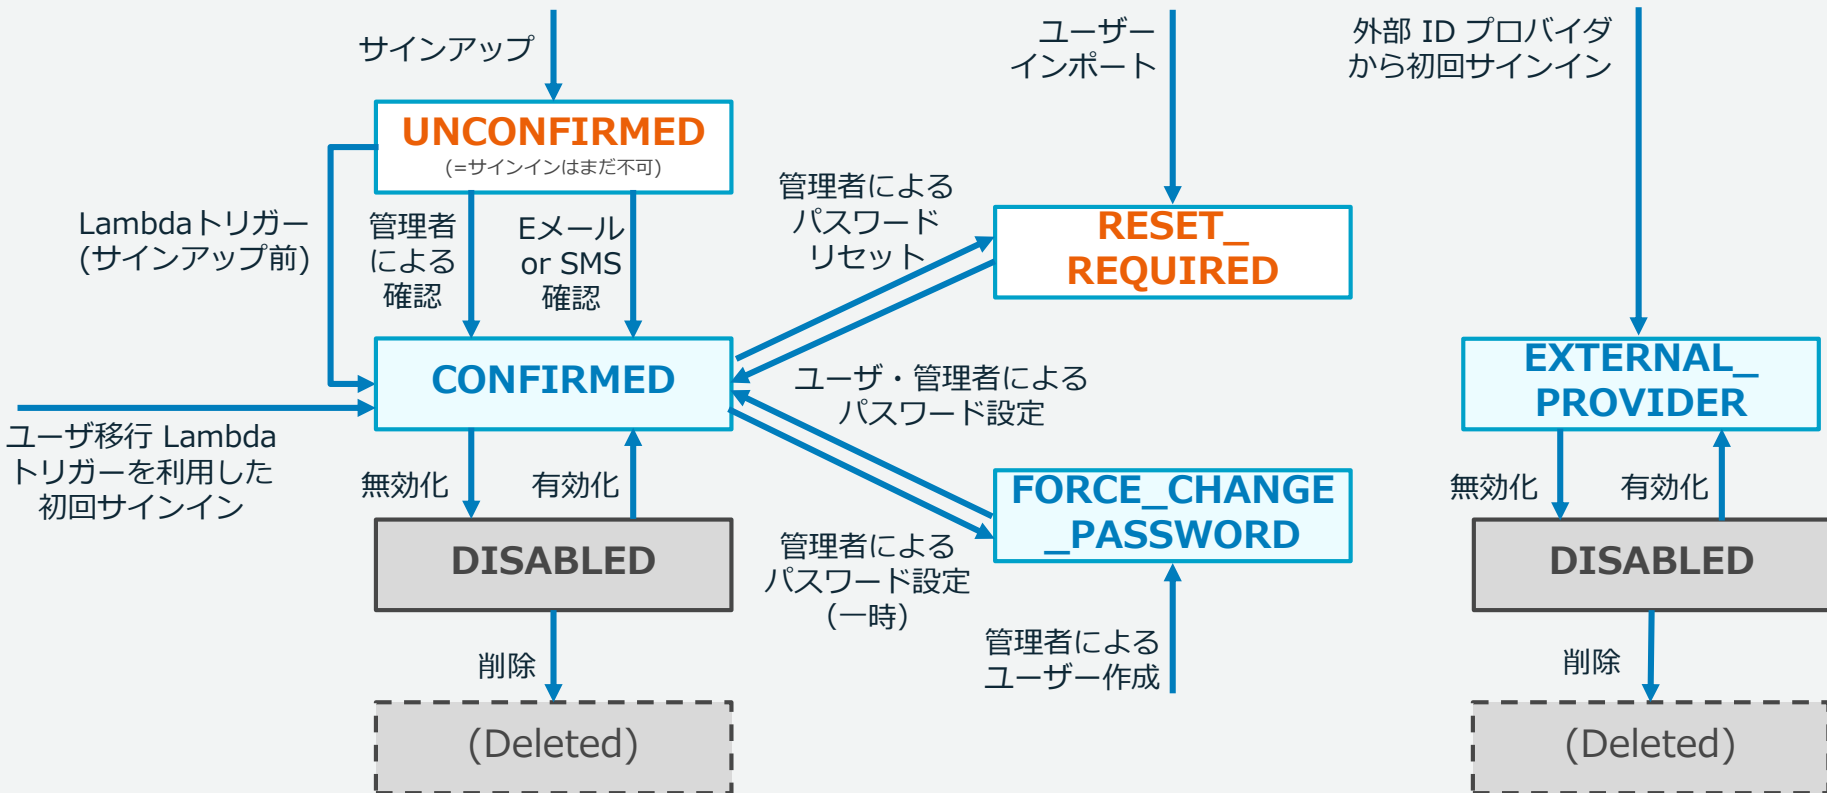 サインアップ
ユーザー
インポート
外部 ID プロバイダ
から初回サインイン
UNCONFIRMED
(=サインインはまだ不可)
Lambdaトリガー
(サインアップ前)
管理者
による
確認
Eメール
or SMS
確認
管理者による
パスワード
リセット
RESET_
REQUIRED
CONFIRMED
ユーザ・管理者による
パスワード設定
EXTERNAL_
PROVIDER
ユーザ移行 Lambda
トリガーを利用した
初回サインイン
無効化
有効化
FORCE_CHANGE
_PASSWORD
無効化
有効化
DISABLED
管理者による
パスワード設定
(一時)
DISABLED
削除
管理者による
ユーザー作成
削除
(Deleted)
(Deleted)